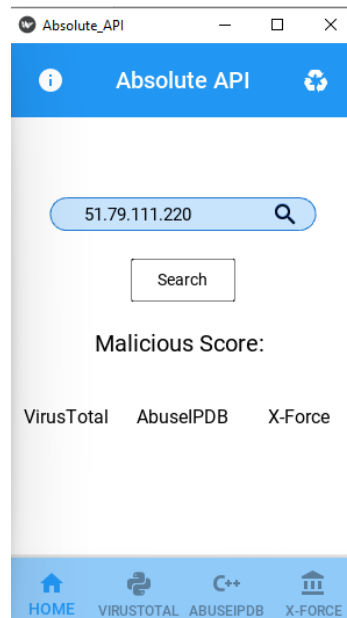 Absolute_API
Absolute API
51.79.111.220
Search
Malicious Score:
VirusTotal AbuseIPDB X-Force
C++
HOME VIRUSTOTAL ABUSEIPDB X-FORCE